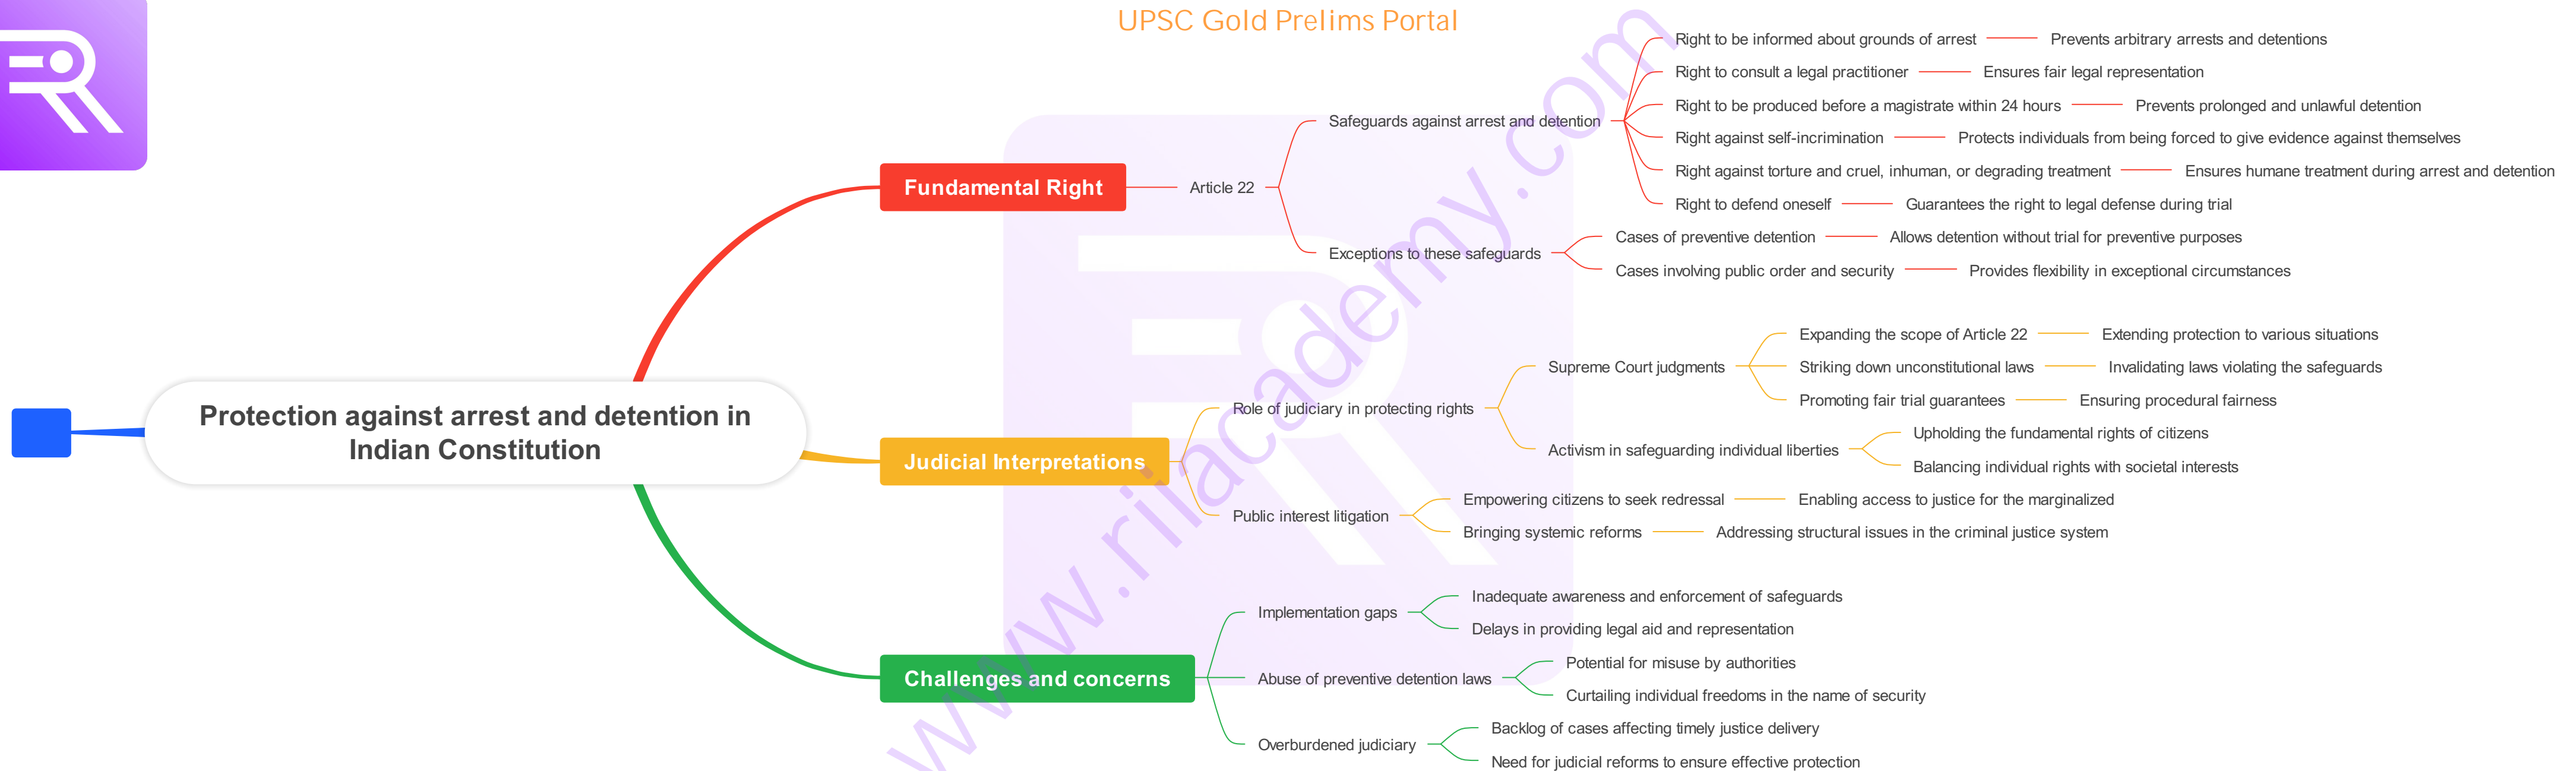 UPSC Gold Prelims Portal
Protection against arrest and detention in
Indian Constitution
Fundamental Right
Article 22
Safeguards against arrest and detention
Right to be informed about grounds of arrest
Prevents arbitrary arrests and detentions
Right to consult a legal practitioner
Ensures fair legal representation
Right to be produced before a magistrate within 24 hours
Prevents prolonged and unlawful detention
Right against self-incrimination
Protects individuals from being forced to give evidence against themselves
Right against torture and cruel, inhuman, or degrading treatment
Ensures humane treatment during arrest and detention
Right to defend oneself
Guarantees the right to legal defense during trial
Exceptions to these safeguards
Cases of preventive detention
Allows detention without trial for preventive purposes
Cases involving public order and security
Provides flexibility in exceptional circumstances
Judicial Interpretations
Role of judiciary in protecting rights
Supreme Court judgments
Expanding the scope of Article 22
Extending protection to various situations
Striking down unconstitutional laws
Invalidating laws violating the safeguards
Promoting fair trial guarantees
Ensuring procedural fairness
Activism in safeguarding individual liberties
Upholding the fundamental rights of citizens
Balancing individual rights with societal interests
Public interest litigation
Empowering citizens to seek redressal
Enabling access to justice for the marginalized
Bringing systemic reforms
Addressing structural issues in the criminal justice system
Challenges and concerns
Implementation gaps
Inadequate awareness and enforcement of safeguards
Delays in providing legal aid and representation
Abuse of preventive detention laws
Potential for misuse by authorities
Curtailing individual freedoms in the name of security
Overburdened judiciary
Backlog of cases affecting timely justice delivery
Need for judicial reforms to ensure effective protection